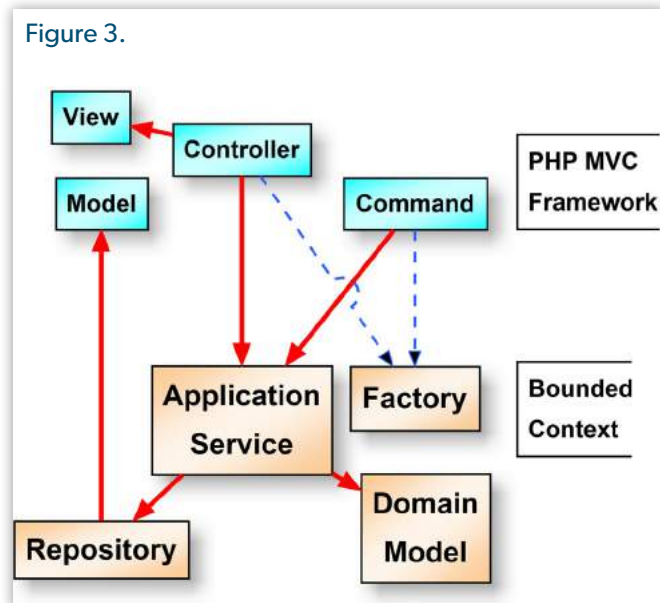 Figure 3.
View
Controller
Model
Command
PHP MVC
Framework
Application
Service
Factory
Bounded
Context
Repository
Domain
Model